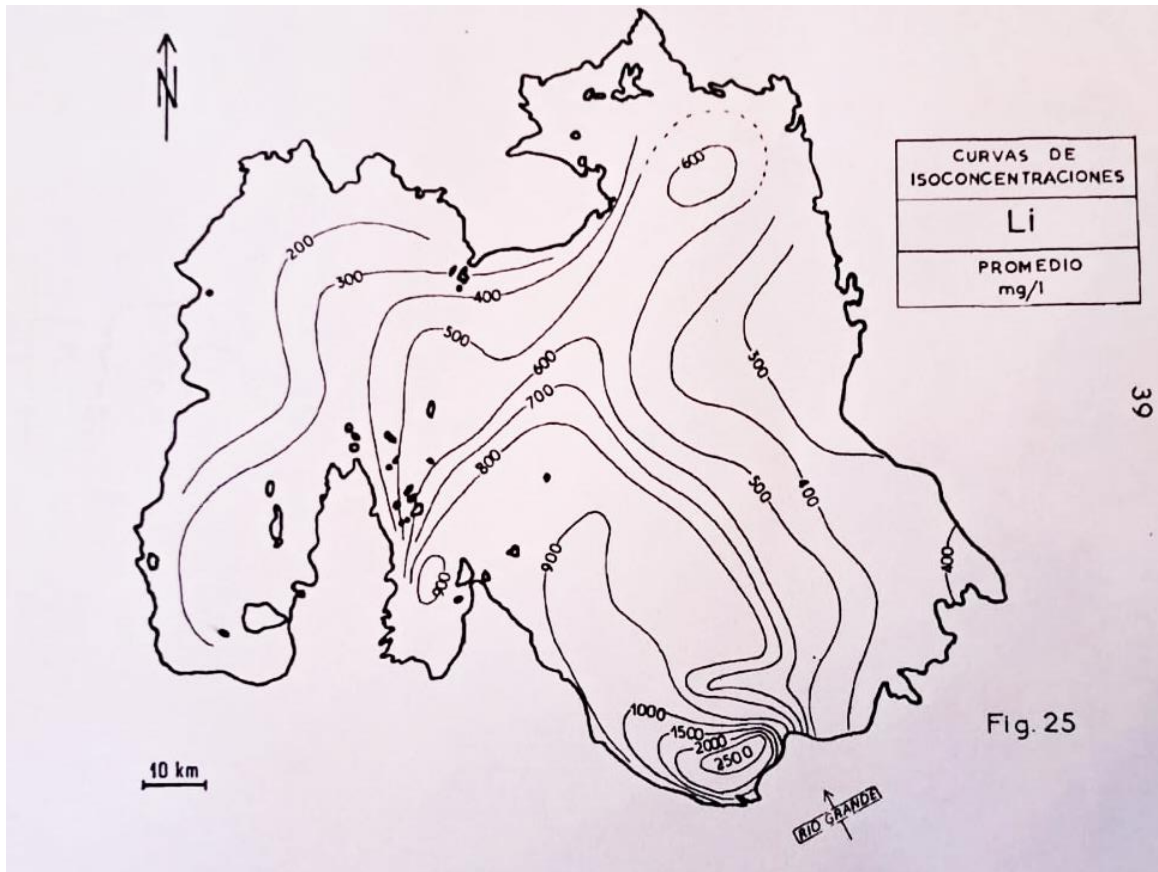 N
CURVAS DE
ISOCONCENTRACIONES
Li
PROMEDIO
mg/l
600
200
300
400
500
600
300
700
800
500
400
900
900
400
1000
1500
2000
2500
39
Fig. 25
10 km
RIO GRANDE